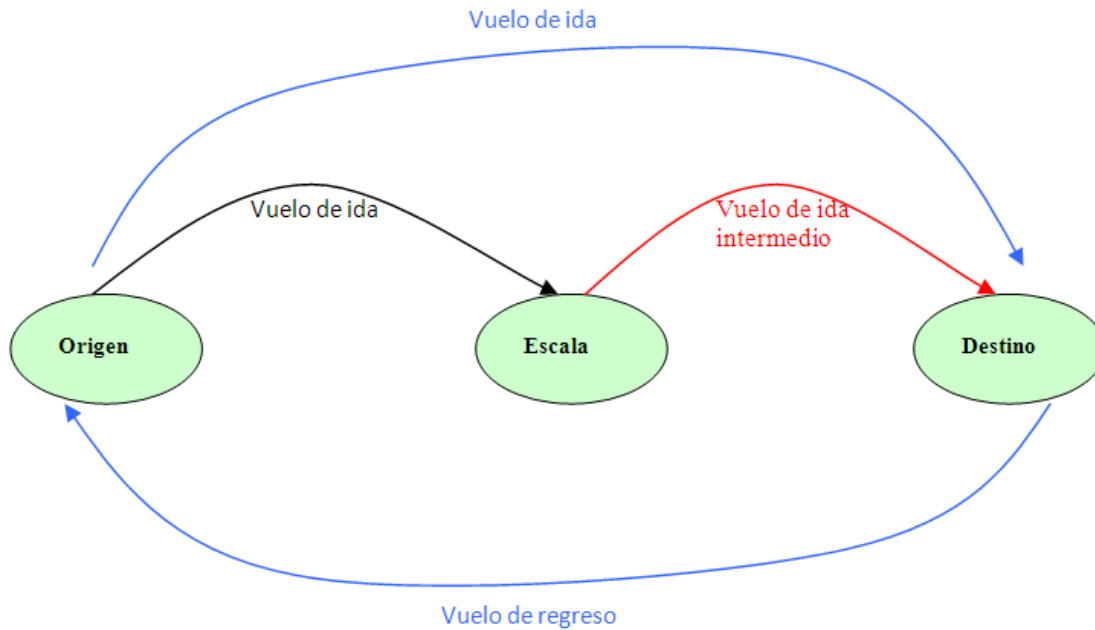 Vuelo de ida
Vuelo de ida
Vuelo de ida
intermedio
Origen
Escala
Destino
Vuelo de regreso